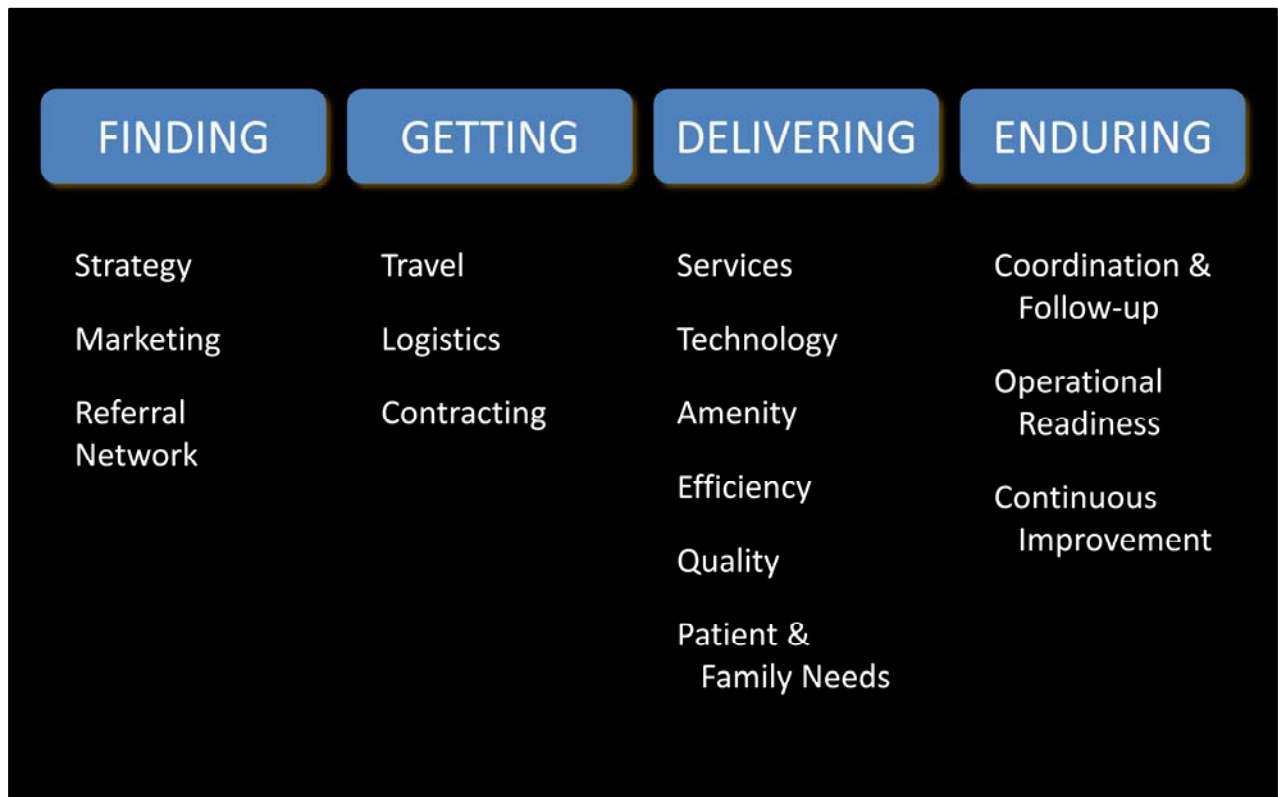 FINDING
GETTING
DELIVERING
ENDURING
Strategy
Marketing
Referral
Network
Travel
Logistics
Contracting
Services
Technology
Amenity
Efficiency
Quality
Patient &
Family Needs
Coordination &
Follow-up
Operational
Readiness
Continuous
Improvement